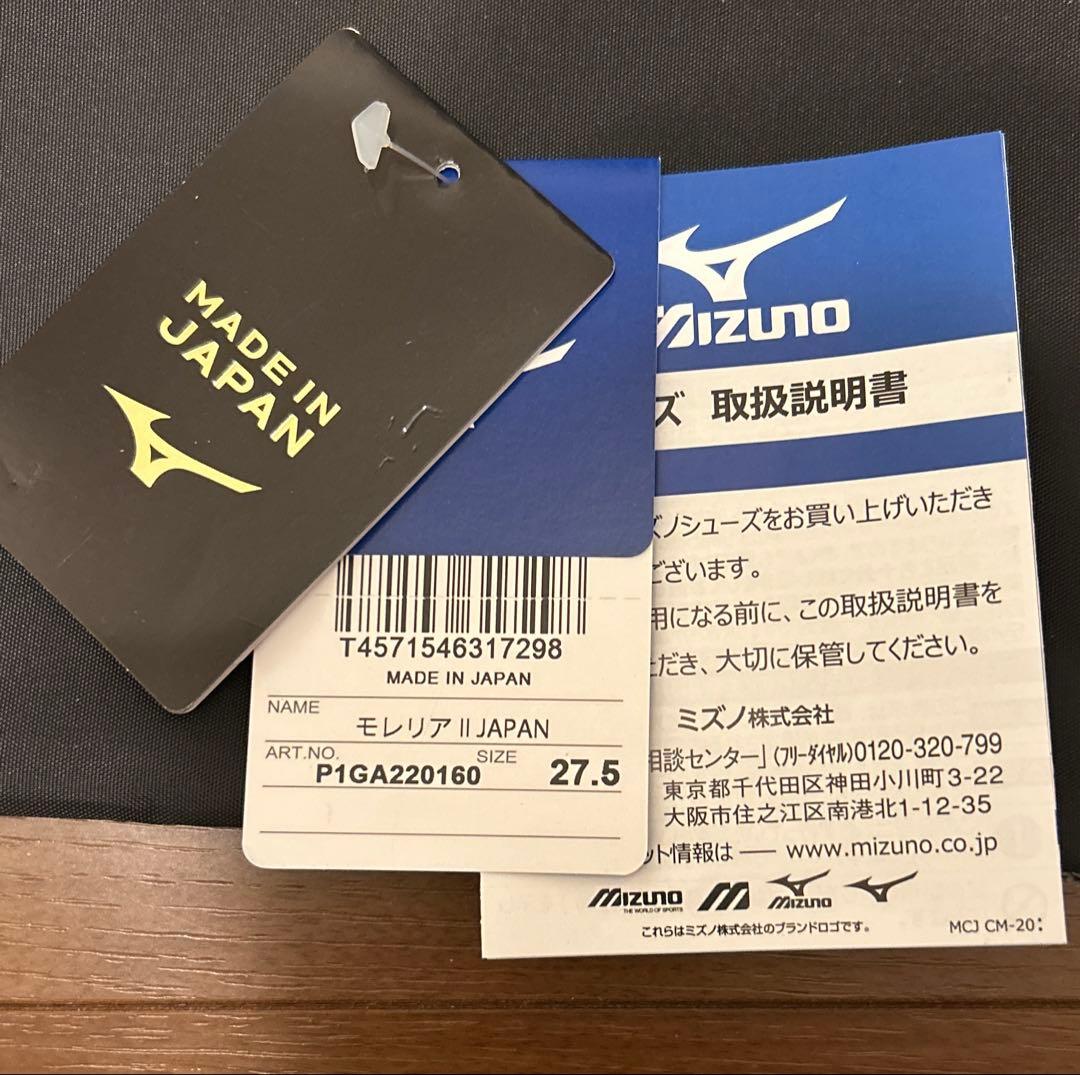 MADE IN
JAPAN
T4571546317298
MADE IN JAPAN
NAME
モレリア II JAPAN
ART.NO.
P1GA220160
SIZE
27.5
MIZUNO
ズ 取扱説明書
ズノシューズをお買い上げいただき
ございます。
用になる前に、この取扱説明書を
ただき、大切に保管してください。
ミズノ株式会社
相談センター」(フリーダイヤル)0120-320-799
東京都千代田区神田小川町3-22
大阪市住之江区南港北1-12-35
ット情報は — www.mizuno.co.jp
MIZUNO
THE WORLD OF SPORTS
MIZUNO
これらはミズノ株式会社のブランドロゴです。
MCJ CM-20